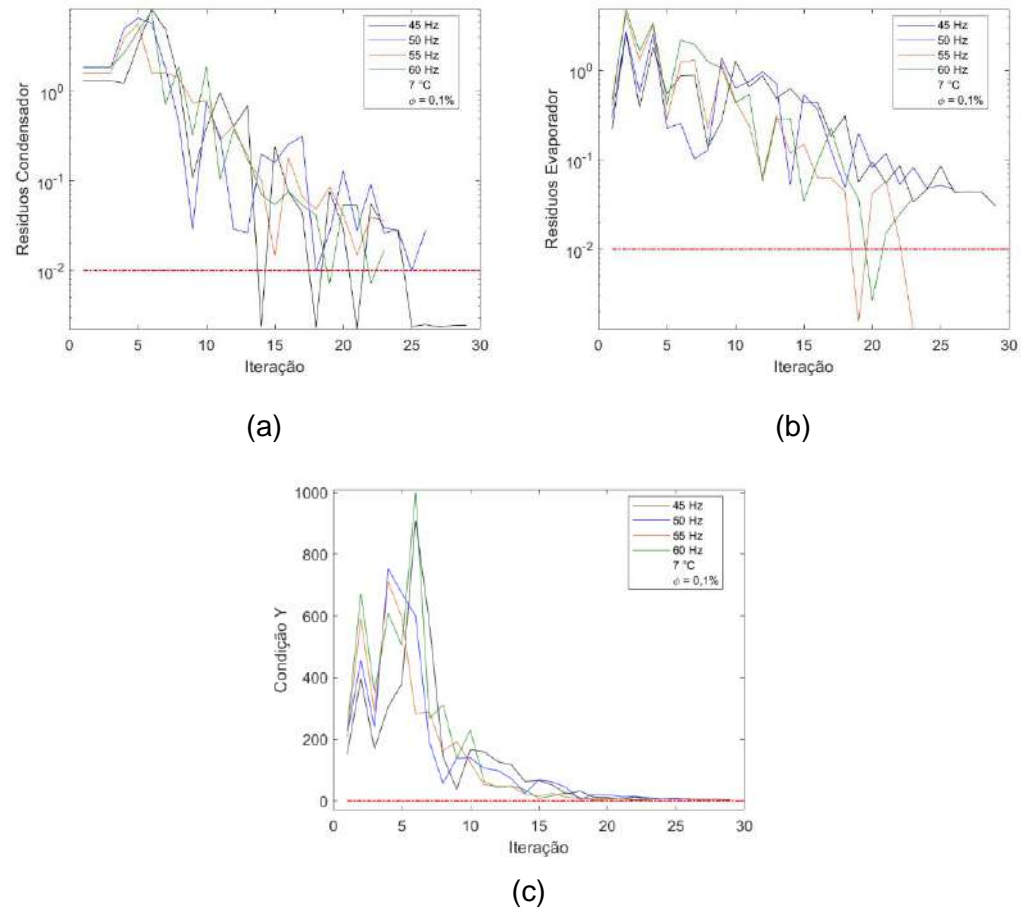 Resíduos Condensador
10^0
10^-1
10^-2
0 5 10 15 20 25 30
Iteração
45 Hz
50 Hz
55 Hz
60 Hz
7 °C
ϕ = 0,1%
(a)
Resíduos Evaporador
10^0
10^-1
10^-2
0 5 10 15 20 25 30
Iteração
45 Hz
50 Hz
55 Hz
60 Hz
7 °C
ϕ = 0,1%
(b)
Condição Y
1000
800
600
400
200
0
0 5 10 15 20 25 30
Iteração
45 Hz
50 Hz
55 Hz
60 Hz
7 °C
ϕ = 0,1%
(c)